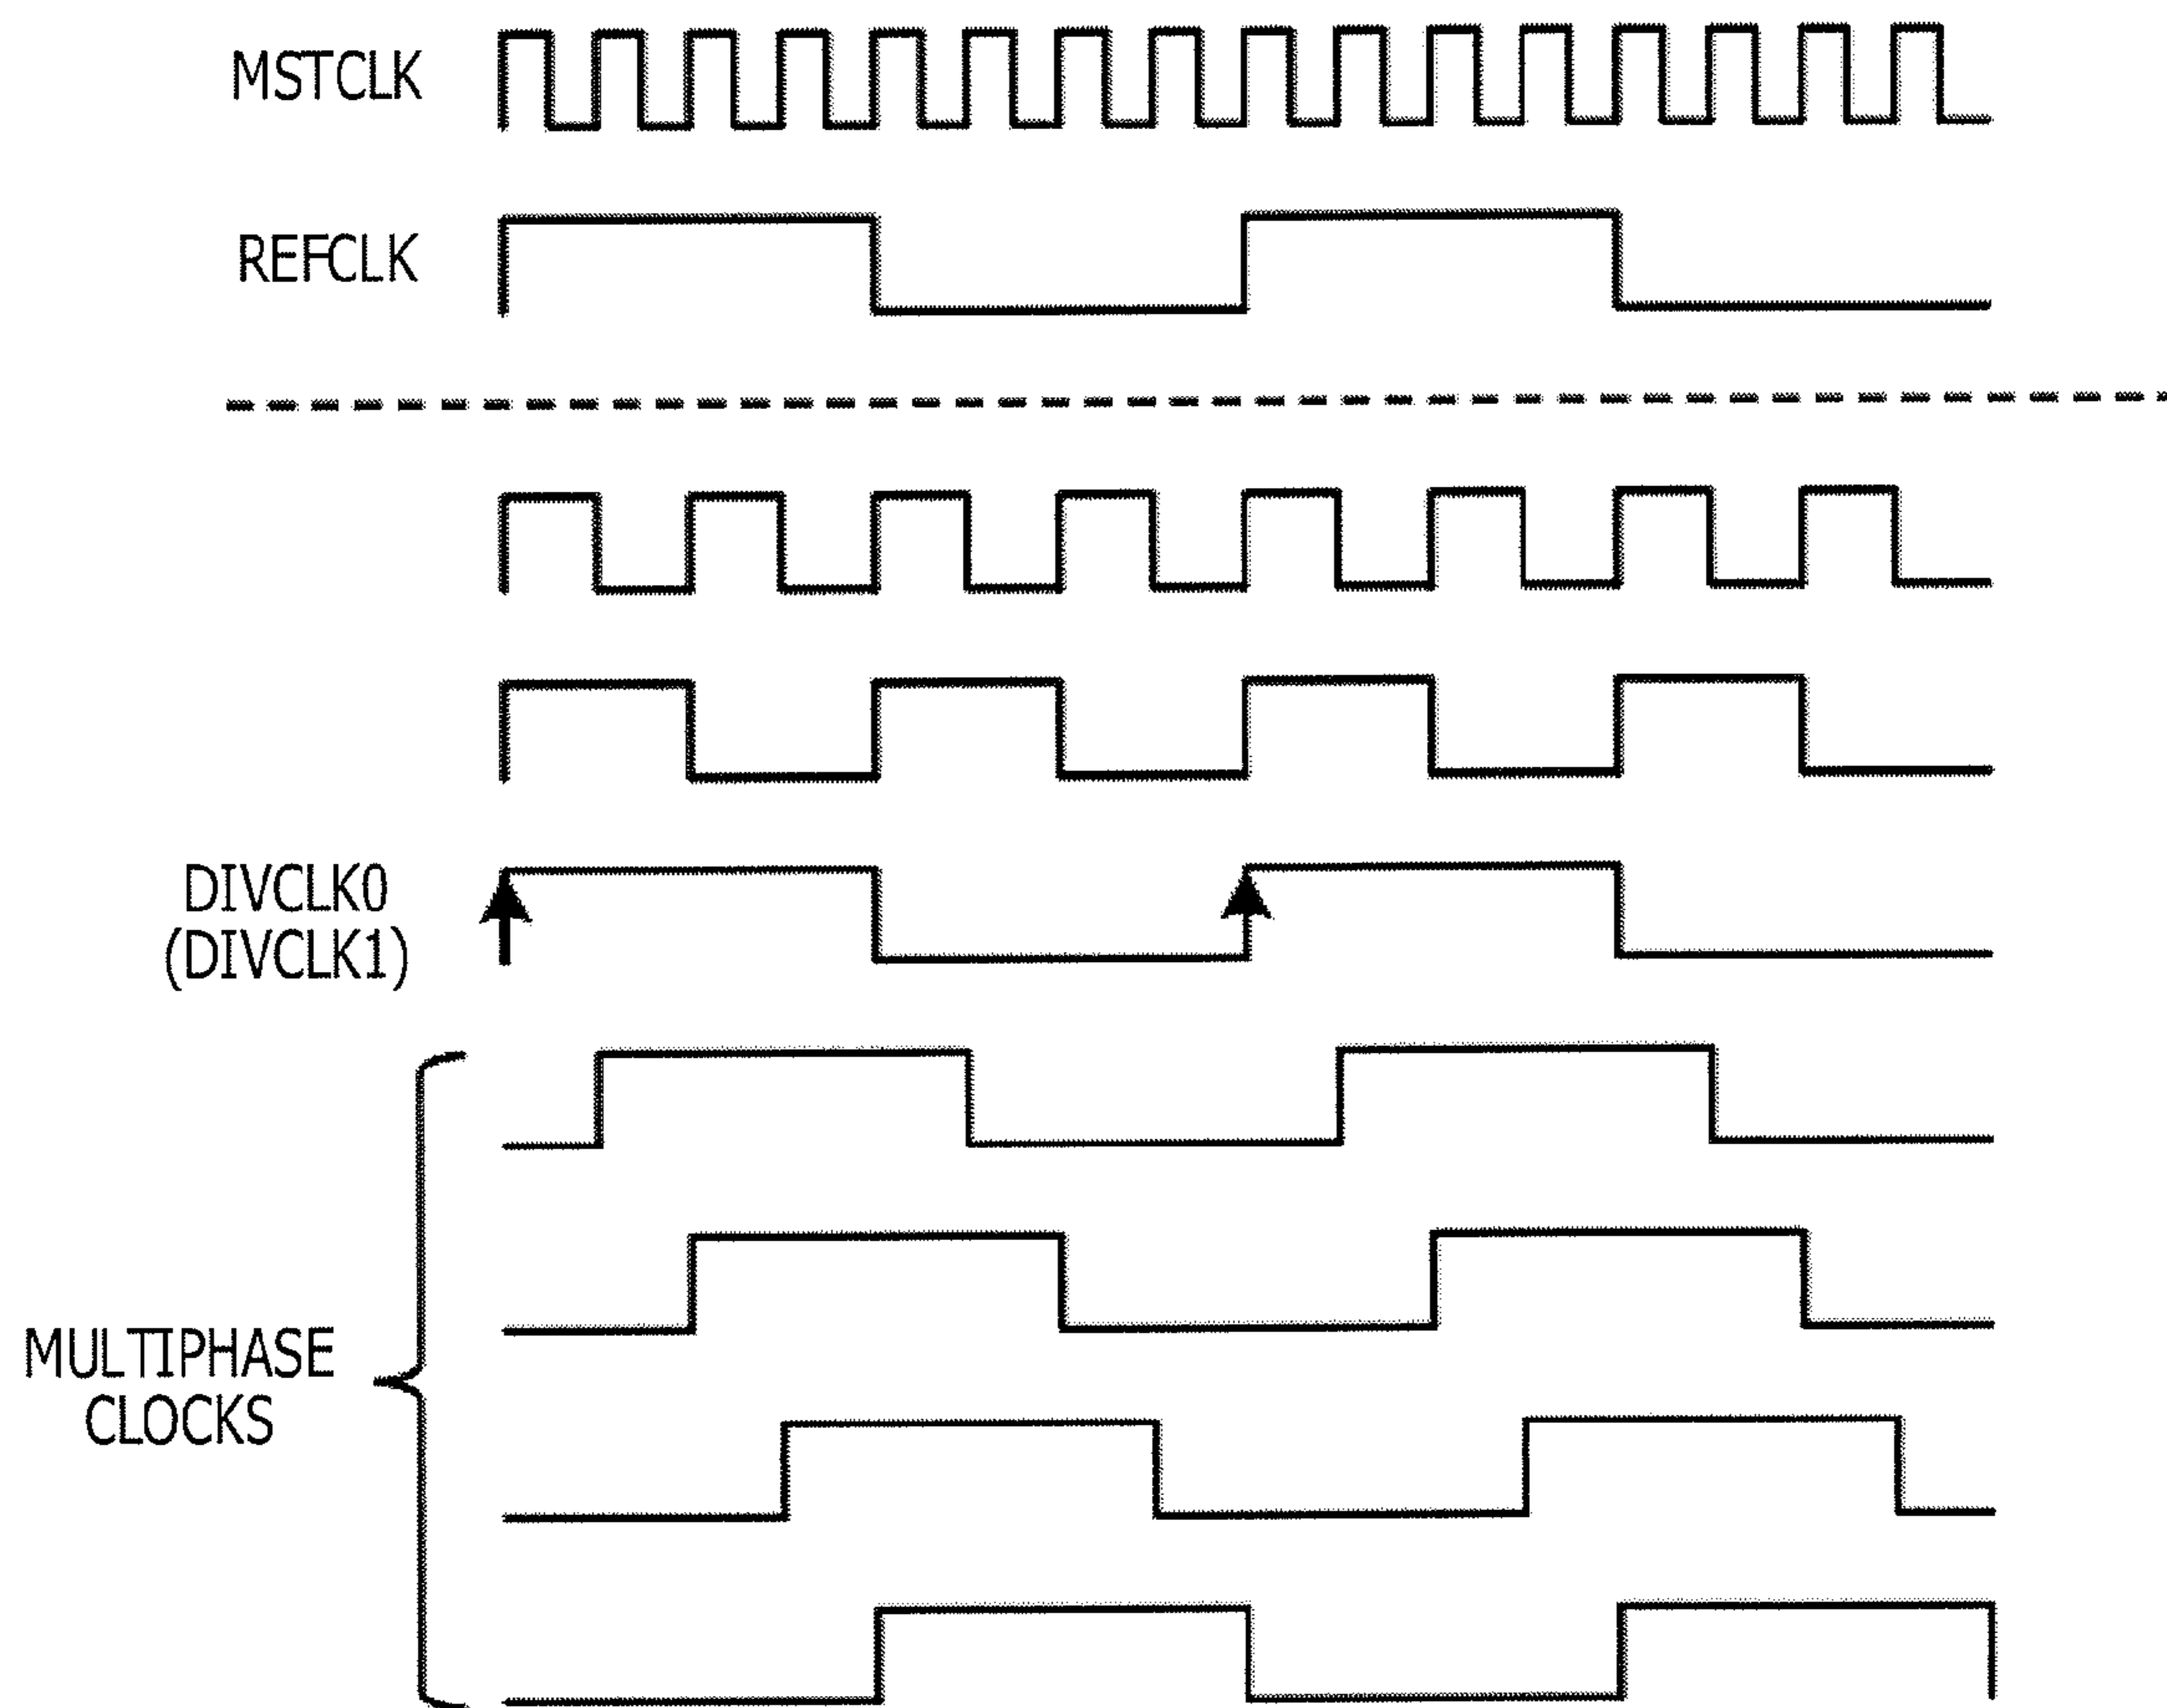 MSTCLK
REFCLK
DIVCLK0
(DIVCLK1)
MULTIPHASE
CLOCKS